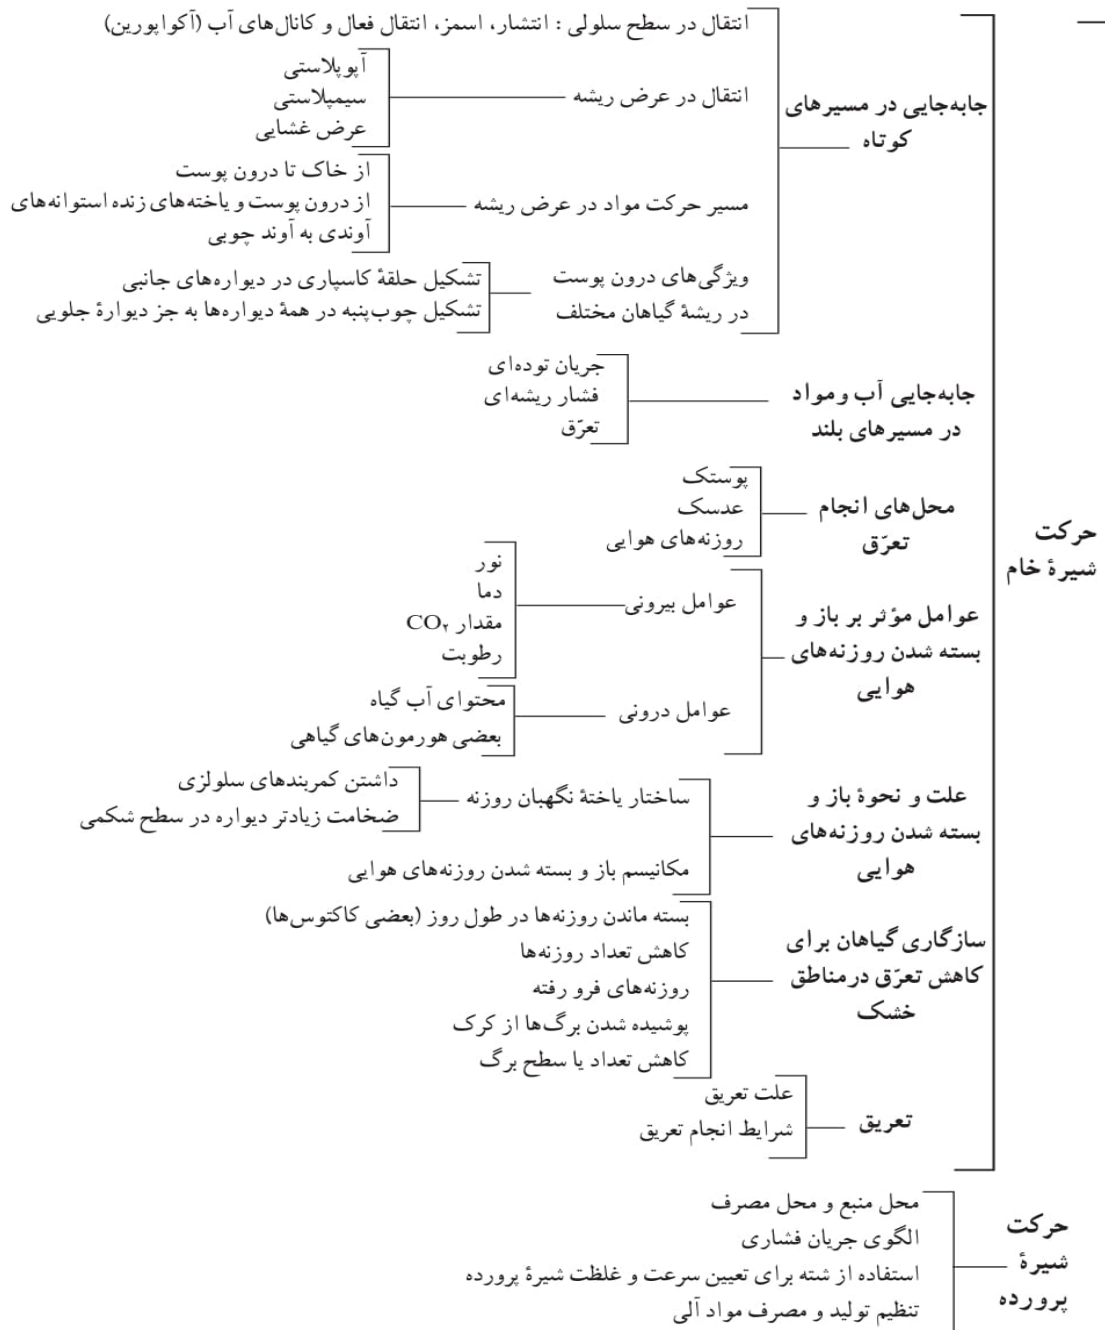 حرکت
شیرهٔ خام
جابه‌جایی در مسیرهای
کوتاه
انتقال در سطح سلولی : انتشار، اسمز، انتقال فعال و کانال‌های آب (آکواپورین)
انتقال در عرض ریشه
آپوپلاستی
سیمپلاستی
عرض غشایی
مسیر حرکت مواد در عرض ریشه
از خاک تا درون پوست
از درون پوست و یاخته‌های زنده استوانه‌های
آوندی به آوند چوبی
ویژگی‌های درون پوست
در ریشهٔ گیاهان مختلف
تشکیل حلقهٔ کاسپاری در دیواره‌های جانبی
تشکیل چوب‌پنبه در همهٔ دیواره‌ها به جز دیوارهٔ جلویی
جابه‌جایی آب ومواد
در مسیرهای بلند
جریان توده‌ای
فشار ریشه‌ای
تعرّق
محل‌های انجام
تعرّق
پوستک
عدسک
روزنه‌های هوایی
عوامل مؤثر بر باز و
بسته شدن روزنه‌های
هوایی
عوامل بیرونی
نور
دما
مقدار CO₂
رطوبت
عوامل درونی
محتوای آب گیاه
بعضی هورمون‌های گیاهی
علت و نحوهٔ باز و
بسته شدن روزنه‌های
هوایی
ساختار یاختهٔ نگهبان روزنه
داشتن کمربندهای سلولزی
ضخامت زیادتر دیواره در سطح شکمی
مکانیسم باز و بسته شدن روزنه‌های هوایی
سازگاری گیاهان برای
کاهش تعرّق درمناطق
خشک
بسته ماندن روزنه‌ها در طول روز (بعضی کاکتوس‌ها)
کاهش تعداد روزنه‌ها
روزنه‌های فرو رفته
پوشیده شدن برگ‌ها از کرک
کاهش تعداد یا سطح برگ
تعریق
علت تعریق
شرایط انجام تعریق
حرکت
شیرهٔ
پرورده
محل منبع و محل مصرف
الگوی جریان فشاری
استفاده از شته برای تعیین سرعت و غلظت شیرهٔ پرورده
تنظیم تولید و مصرف مواد آلی